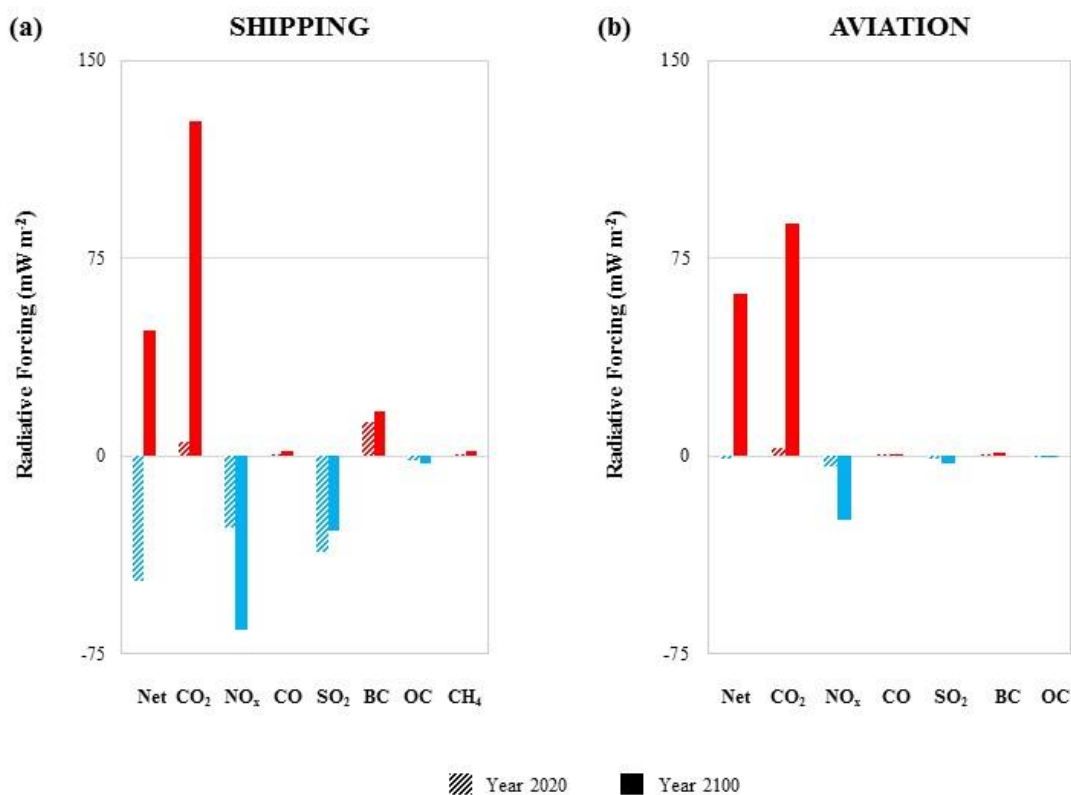 (a) SHIPPING
150
75
0
-75
Radiative Forcing (mW m⁻²)
Net CO₂ NOₓ CO SO₂ BC OC CH₄
(b) AVIATION
150
75
0
-75
Radiative Forcing (mW m⁻²)
Net CO₂ NOₓ CO SO₂ BC OC
Year 2020 Year 2100